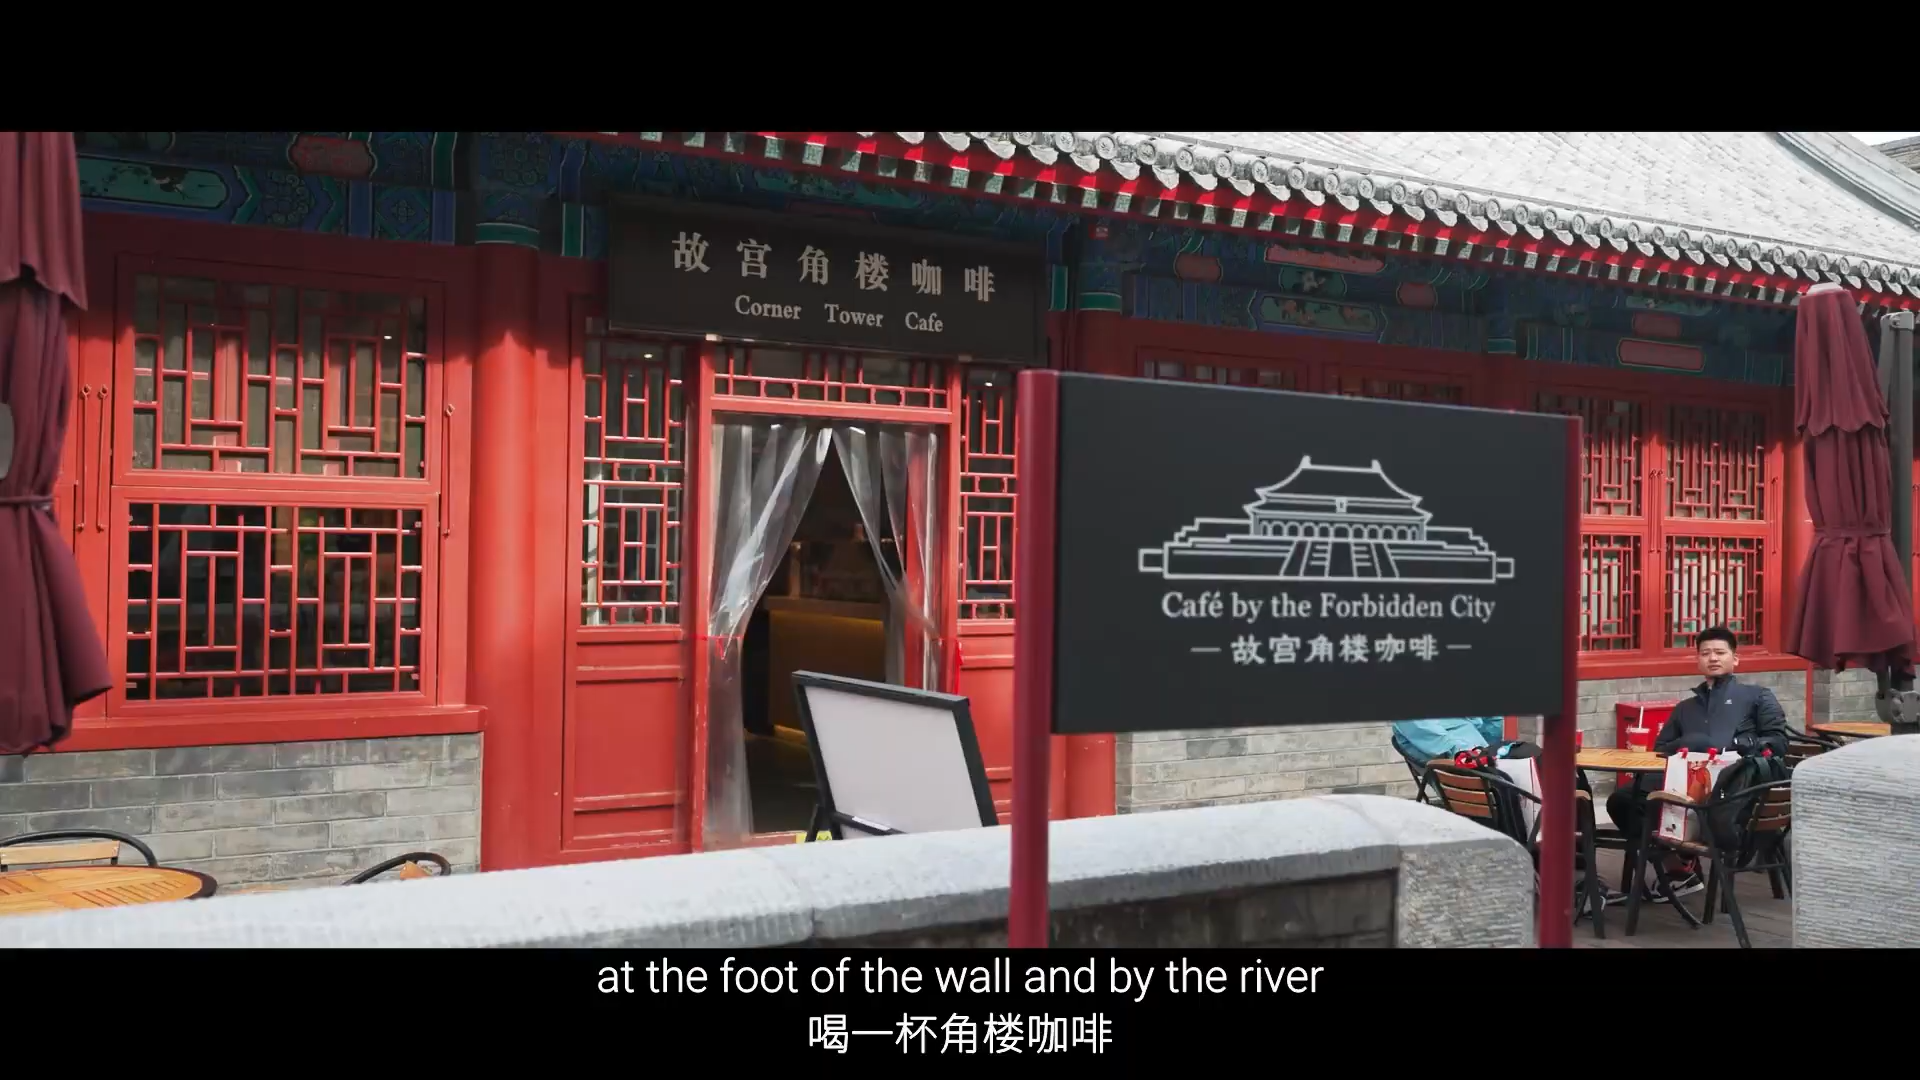 故宫角楼咖啡
Corner Tower Cafe
Café by the Forbidden City
—故宫角楼咖啡—
at the foot of the wall and by the river
喝一杯角楼咖啡